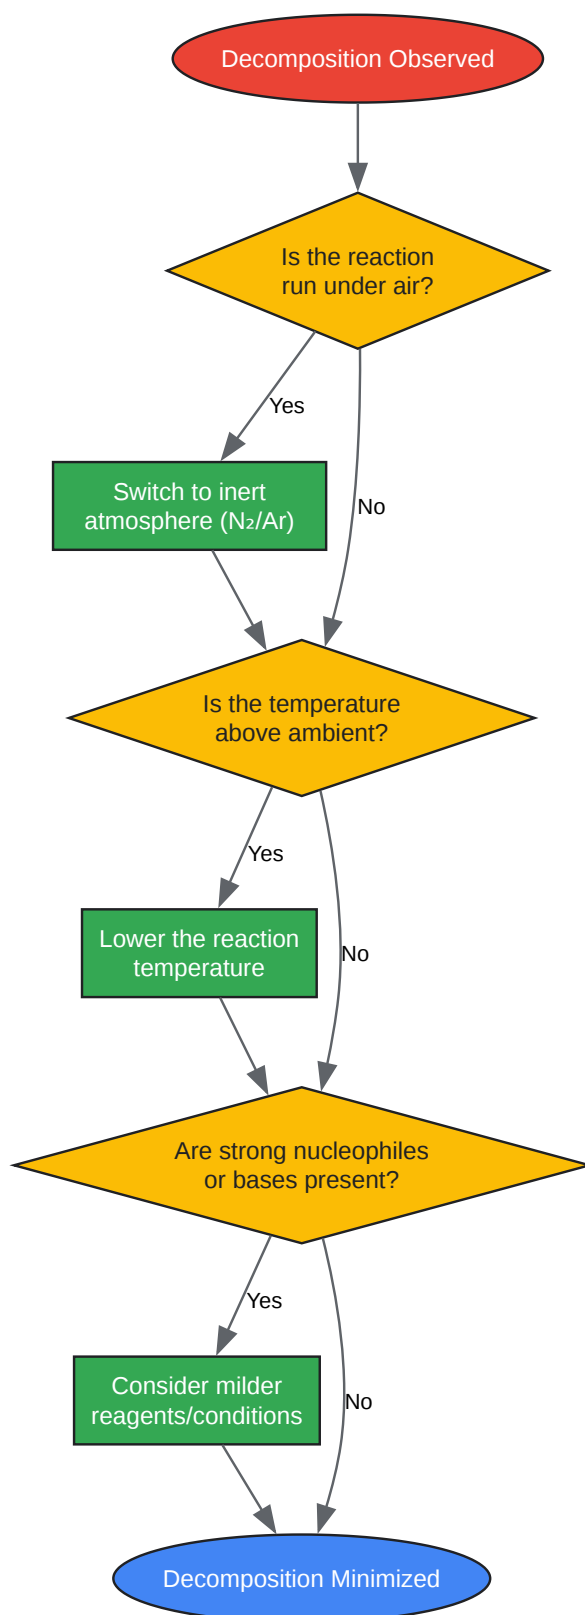 Decomposition Observed
Is the reaction
run under air?
Yes
Switch to inert
atmosphere (N₂/Ar)
No
Is the temperature
above ambient?
Yes
Lower the reaction
temperature
No
Are strong nucleophiles
or bases present?
Yes
Consider milder
reagents/conditions
No
Decomposition Minimized